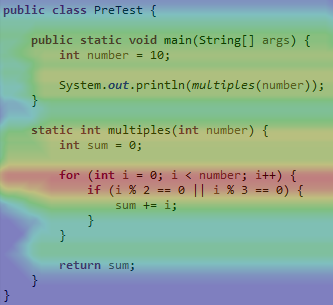 public class PreTest {
public static void main(String[] args) {
int number = 10;
System.out.println(multiples(number));
}
static int multiples(int number) {
int sum = 0;
for (int i = 0; i < number; i++) {
if (i % 2 == 0 || i % 3 == 0) {
sum += i;
}
}
return sum;
}
}